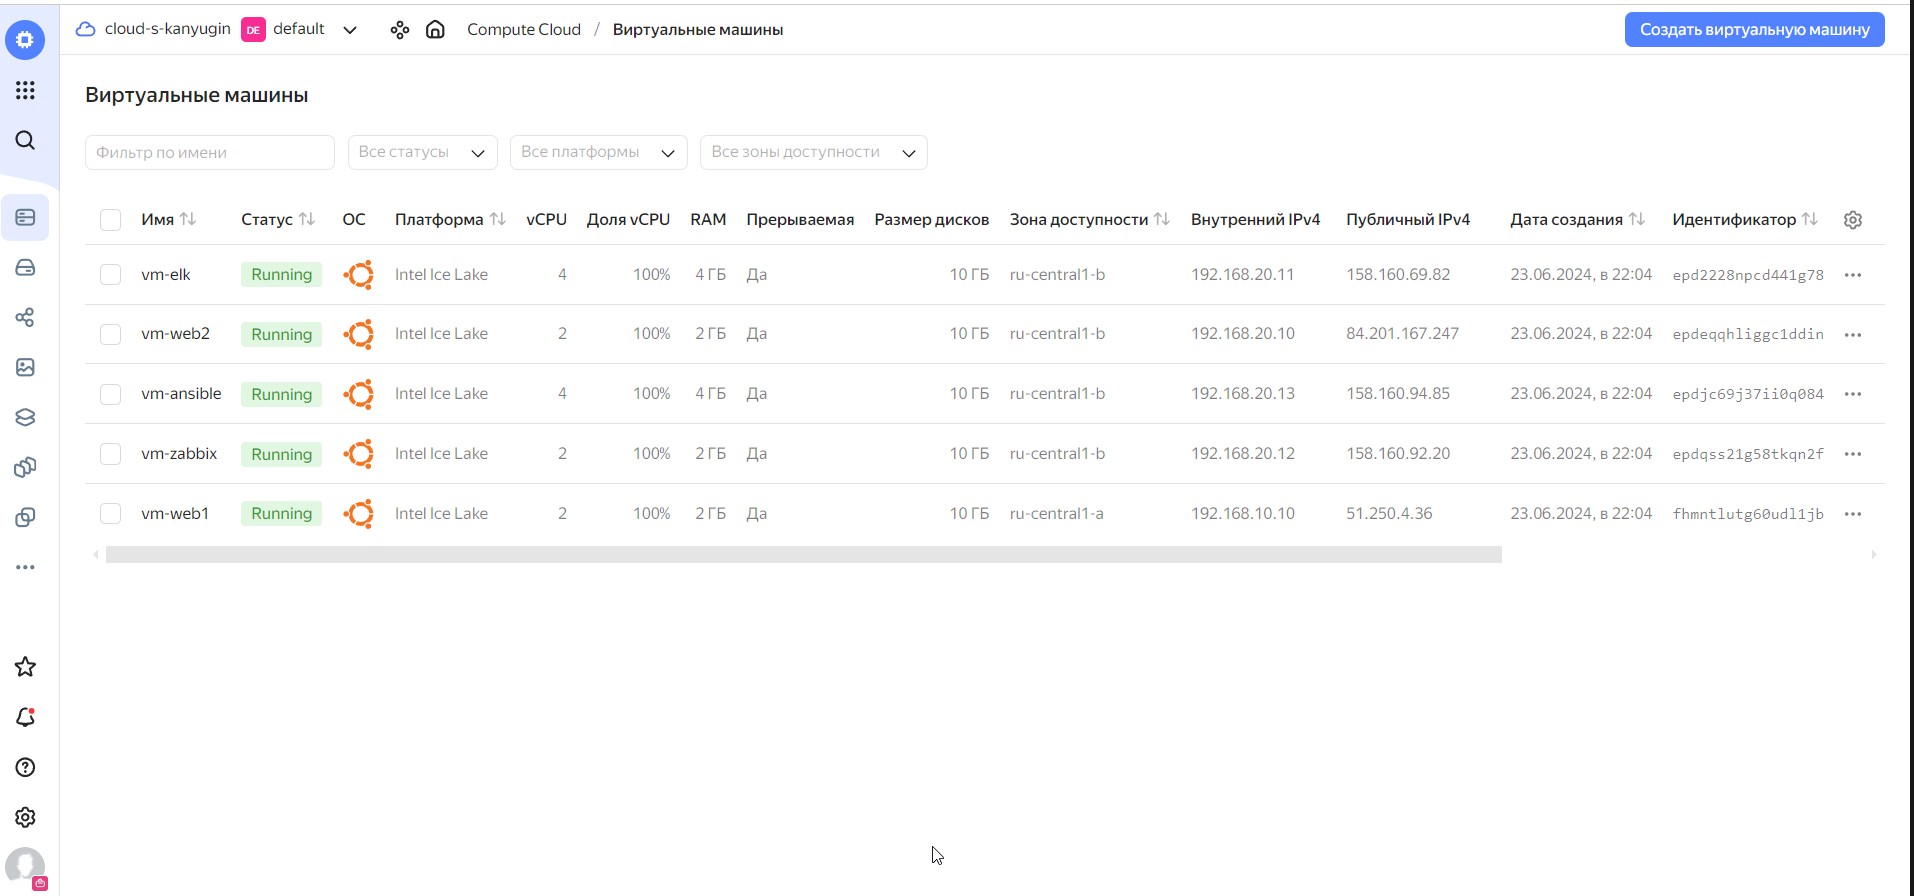 cloud-s-kanyugin DE default Compute Cloud / Виртуальные машины Создать виртуальную машину
Виртуальные машины
Фильтр по имени Все статусы Все платформы Все зоны доступности
Имя Статус ОС Платформа vCPU Доля vCPU RAM Прерываемая Размер дисков Зона доступности Внутренний IPv4 Публичный IPv4 Дата создания Идентификатор
vm-elk Running Intel Ice Lake 4 100% 4 ГБ Да 10 ГБ ru-central1-b 192.168.20.11 158.160.69.82 23.06.2024, в 22:04 epd2228npcd441g78
vm-web2 Running Intel Ice Lake 2 100% 2 ГБ Да 10 ГБ ru-central1-b 192.168.20.10 84.201.167.247 23.06.2024, в 22:04 epdeqqhliggc1ddin
vm-ansible Running Intel Ice Lake 4 100% 4 ГБ Да 10 ГБ ru-central1-b 192.168.20.13 158.160.94.85 23.06.2024, в 22:04 epdjc69j37ii0q084
vm-zabbix Running Intel Ice Lake 2 100% 2 ГБ Да 10 ГБ ru-central1-b 192.168.20.12 158.160.92.20 23.06.2024, в 22:04 epdqss21g58tkqn2f
vm-web1 Running Intel Ice Lake 2 100% 2 ГБ Да 10 ГБ ru-central1-a 192.168.10.10 51.250.4.36 23.06.2024, в 22:04 fhmntlutg60udl1jb